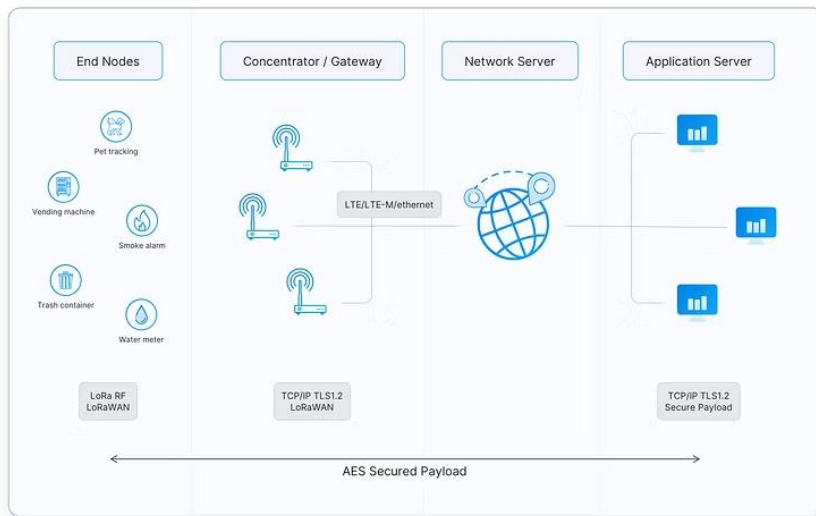 End Nodes
Concentrator / Gateway
Network Server
Application Server
Pet tracking
Vending machine
Smoke alarm
Trash container
Water meter
LTE/LTE-M/ethernet
LoRa RF
LoRaWAN
TCP/IP TLS1.2
LoRaWAN
TCP/IP TLS1.2
Secure Payload
AES Secured Payload